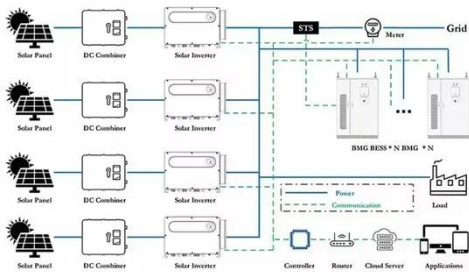 STS
Meter
Grid
Solar Panel
DC Combiner
Solar Inverter
Solar Panel
DC Combiner
Solar Inverter
BMG BESS * N BMG * N
Solar Panel
DC Combiner
Solar Inverter
Power
Communication
Load
Solar Panel
DC Combiner
Solar Inverter
Controller
Router
Cloud Server
Applications